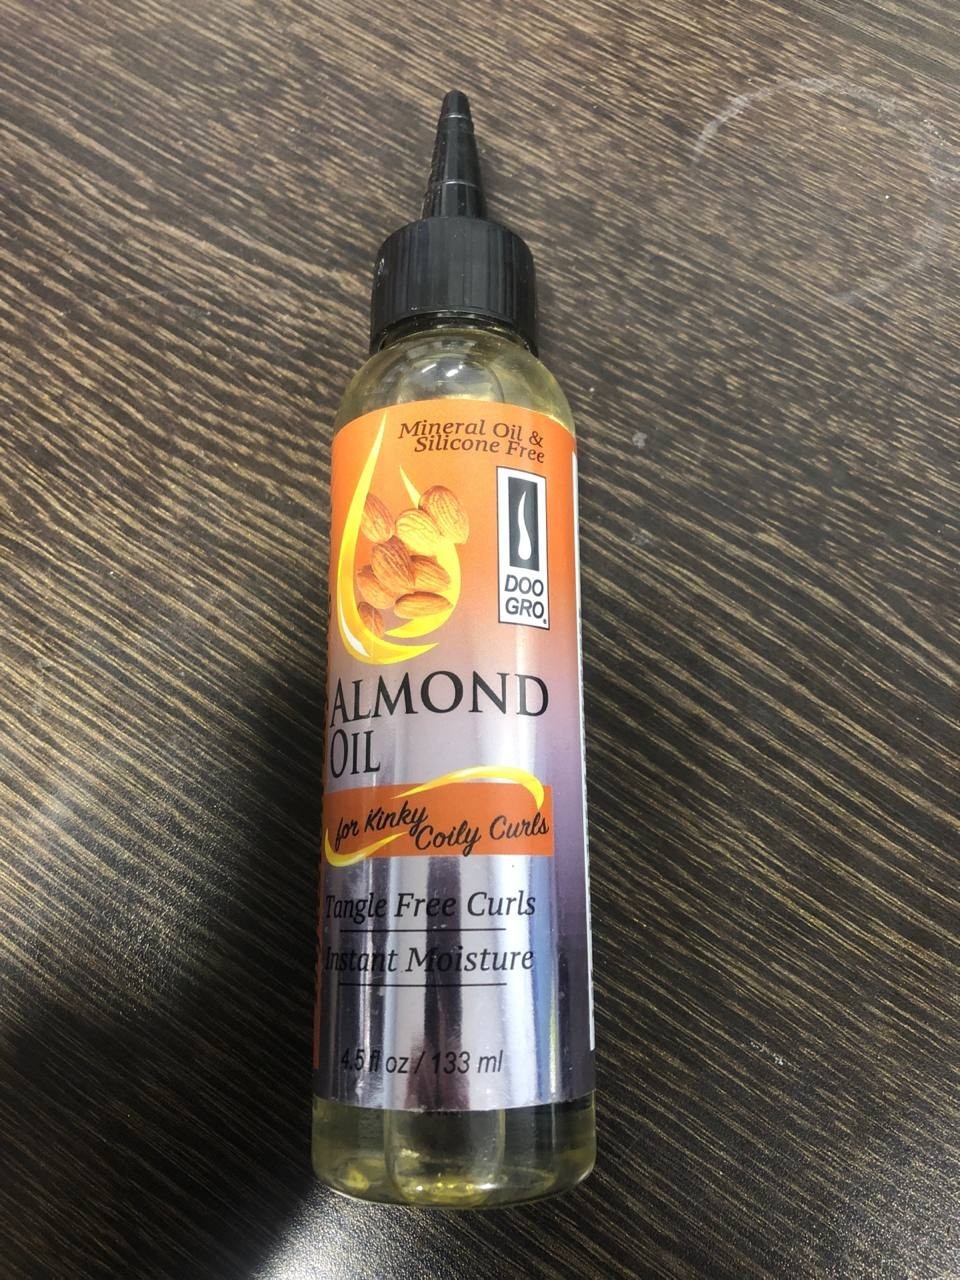 Mineral Oil &
Silicone Free
DOO
GRO
ALMOND
OIL
for Kinky
Coily Curls
Tangle Free Curls
Instant Moisture
4.5 fl oz / 133 ml